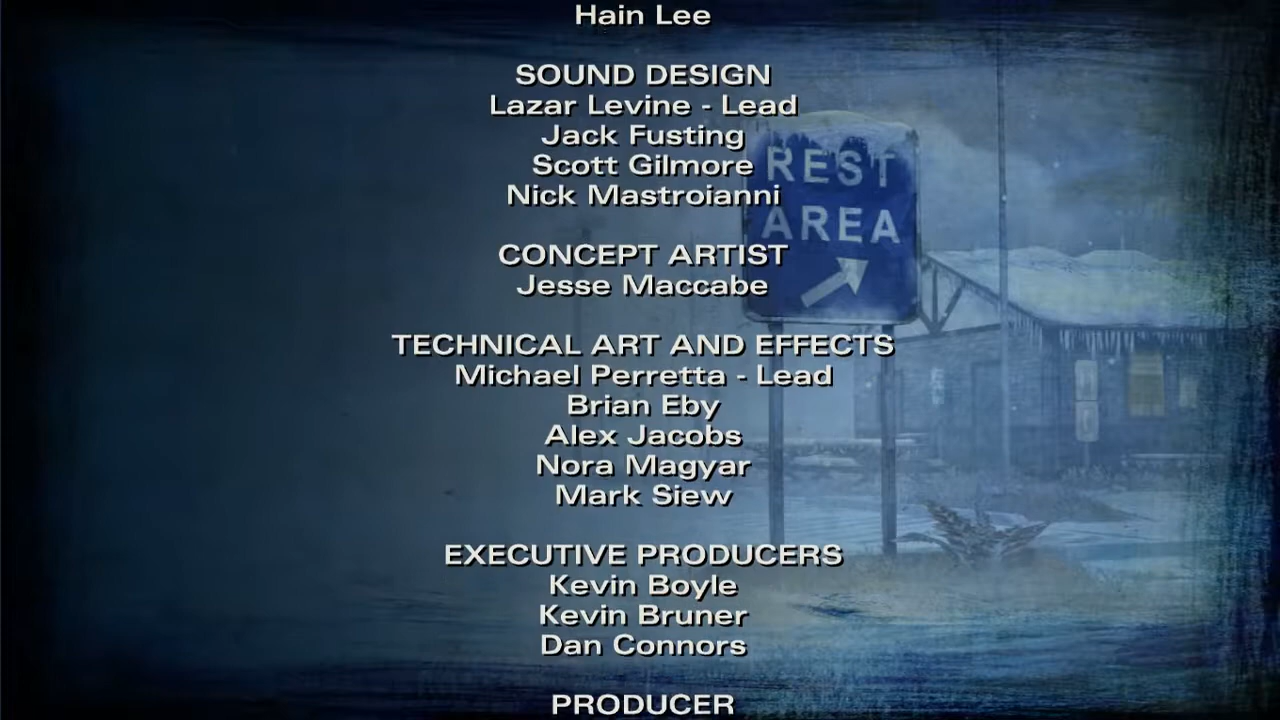 Hain Lee
SOUND DESIGN
Lazar Levine - Lead
Jack Fusting
Scott Gilmore
Nick Mastroianni
REST
AREA
CONCEPT ARTIST
Jesse Maccabe
TECHNICAL ART AND EFFECTS
Michael Perretta - Lead
Brian Eby
Alex Jacobs
Nora Magyar
Mark Siew
EXECUTIVE PRODUCERS
Kevin Boyle
Kevin Bruner
Dan Connors
PRODUCER